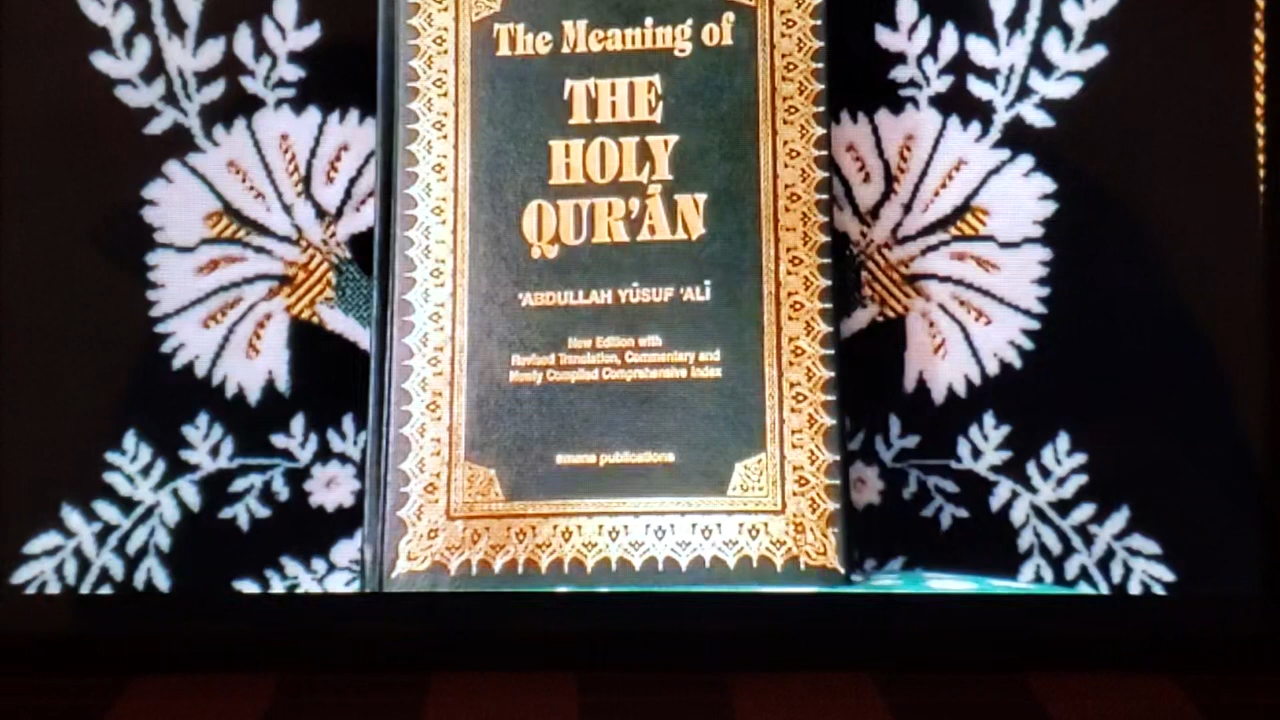 The Meaning of
THE
HOLY
QUR'ĀN
'ABDULLAH YŪSUF 'ALĪ
New Edition with
Revised Translation, Commentary and
Newly Compiled Comprehensive Index
amana publications